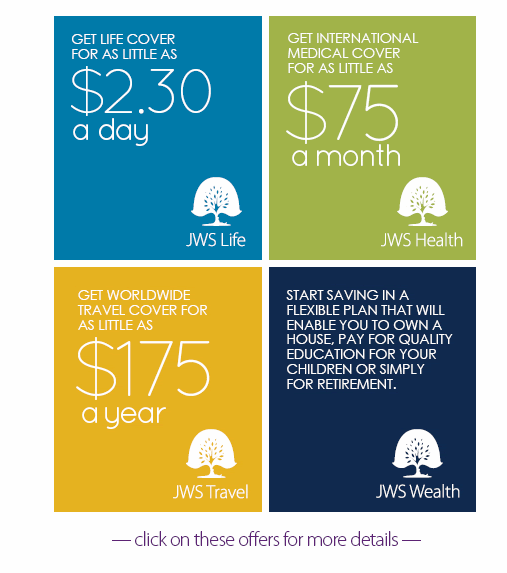 GET LIFE COVER
FOR AS LITTLE AS
$2.30
a day
JWS Life
GET INTERNATIONAL
MEDICAL COVER
FOR AS LITTLE AS
$75
a month
JWS Health
GET WORLDWIDE
TRAVEL COVER FOR
AS LITTLE AS
$175
a year
JWS Travel
START SAVING IN A
FLEXIBLE PLAN THAT WILL
ENABLE YOU TO OWN A
HOUSE, PAY FOR QUALITY
EDUCATION FOR YOUR
CHILDREN OR SIMPLY
FOR RETIREMENT.
JWS Wealth
— click on these offers for more details —